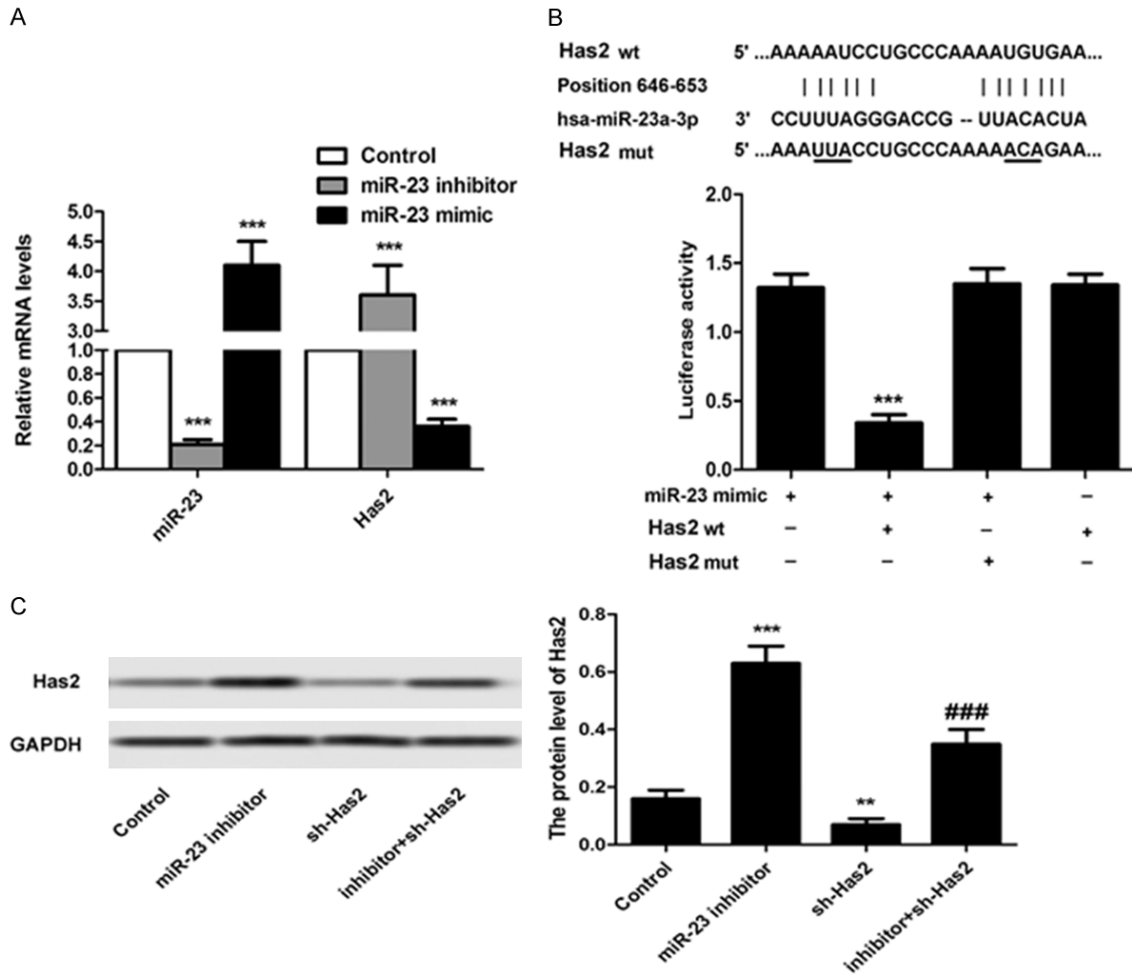 A
Control
miR-23 inhibitor
miR-23 mimic
Relative mRNA levels
5.0
4.5
4.0
3.5
3.0
1.0
0.8
0.6
0.4
0.2
0.0
***
***
***
***
miR-23
Has2
B
Has2 wt 5' ...AAAAAUCCUGCCCAAAAUGUGAA...
Position 646-653
hsa-miR-23a-3p 3' CCUUUAGGGACCG -- UUACACUA
Has2 mut 5' ...AAAUUACCUGCCCAAAAACAGAA...
Luciferase activity
2.0
1.5
1.0
0.5
0.0
***
miR-23 mimic + + + –
Has2 wt – + – +
Has2 mut – – + –
C
Has2
GAPDH
Control
miR-23 inhibitor
sh-Has2
inhibitor+sh-Has2
The protein level of Has2
0.8
0.6
0.4
0.2
0.0
***
**
###
Control
miR-23 inhibitor
sh-Has2
inhibitor+sh-Has2